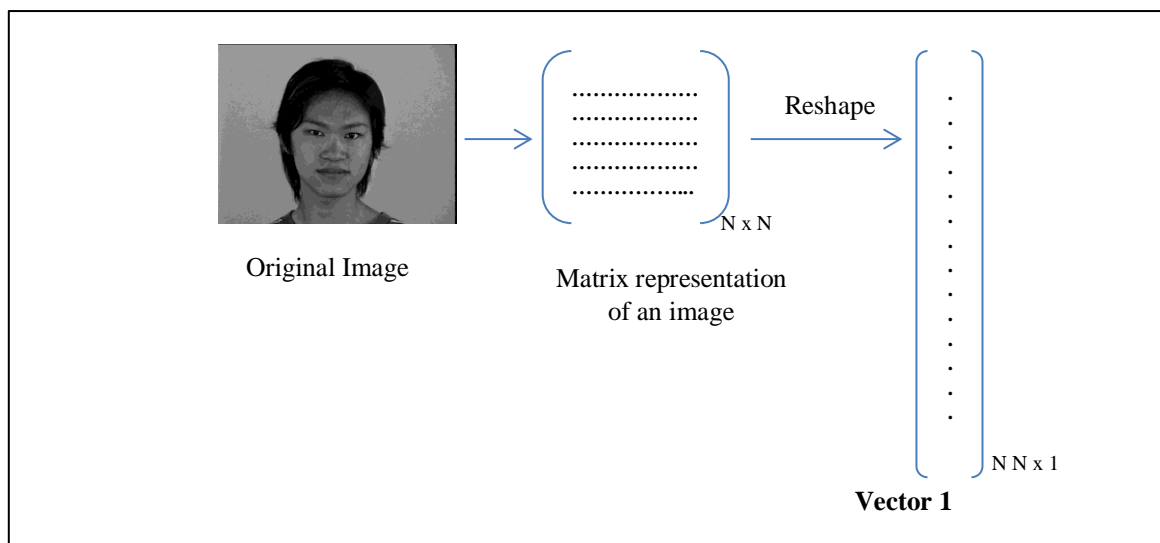 Reshape
N x N
Original Image
Matrix representation
of an image
N N x 1
Vector 1